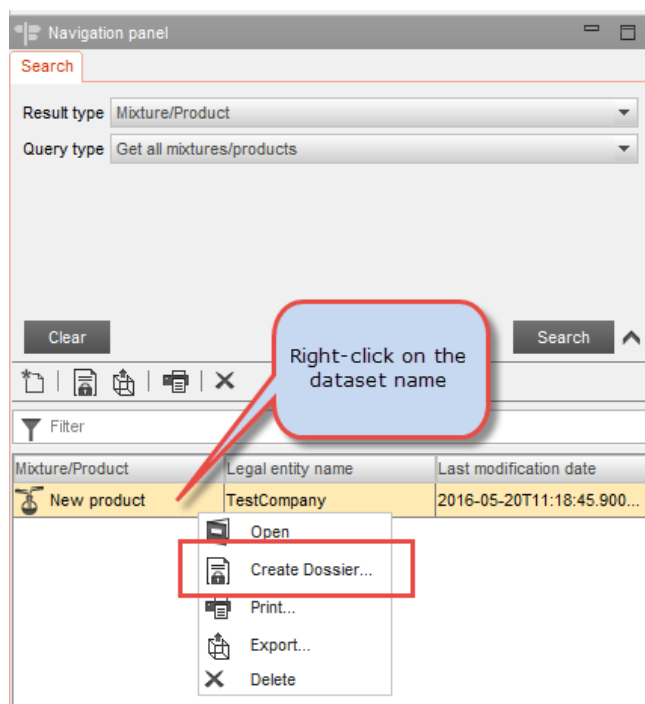 Navigation panel
Search
Result type Mixture/Product
Query type Get all mixtures/products
Clear
Search
Right-click on the
dataset name
Filter
Mixture/Product Legal entity name Last modification date
New product TestCompany 2016-05-20T11:18:45.900...
Open
Create Dossier...
Print...
Export...
Delete